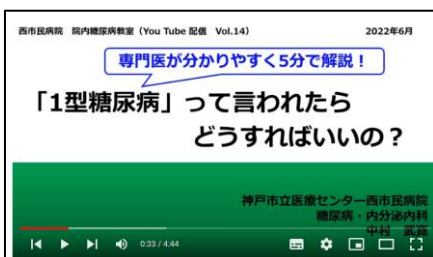 西市民病院 院内糖尿病教室（You Tube 配信 Vol.14） 2022年6月
専門医が分かりやすく5分で解説！
「1型糖尿病」って言われたら
どうすればいいの？
神戸市立医療センター西市民病院
糖尿病・内分泌内科
中村 武寛
0:33 / 4:44